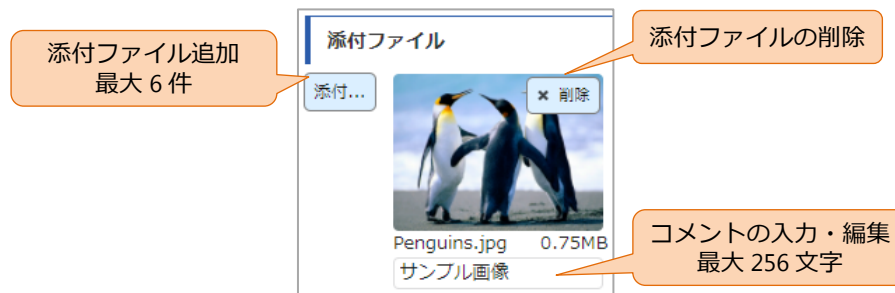 添付ファイル
添付ファイル追加
最大 6 件
添付ファイルの削除
添付...
× 削除
Penguins.jpg 0.75MB
サンプル画像
コメントの入力・編集
最大 256 文字